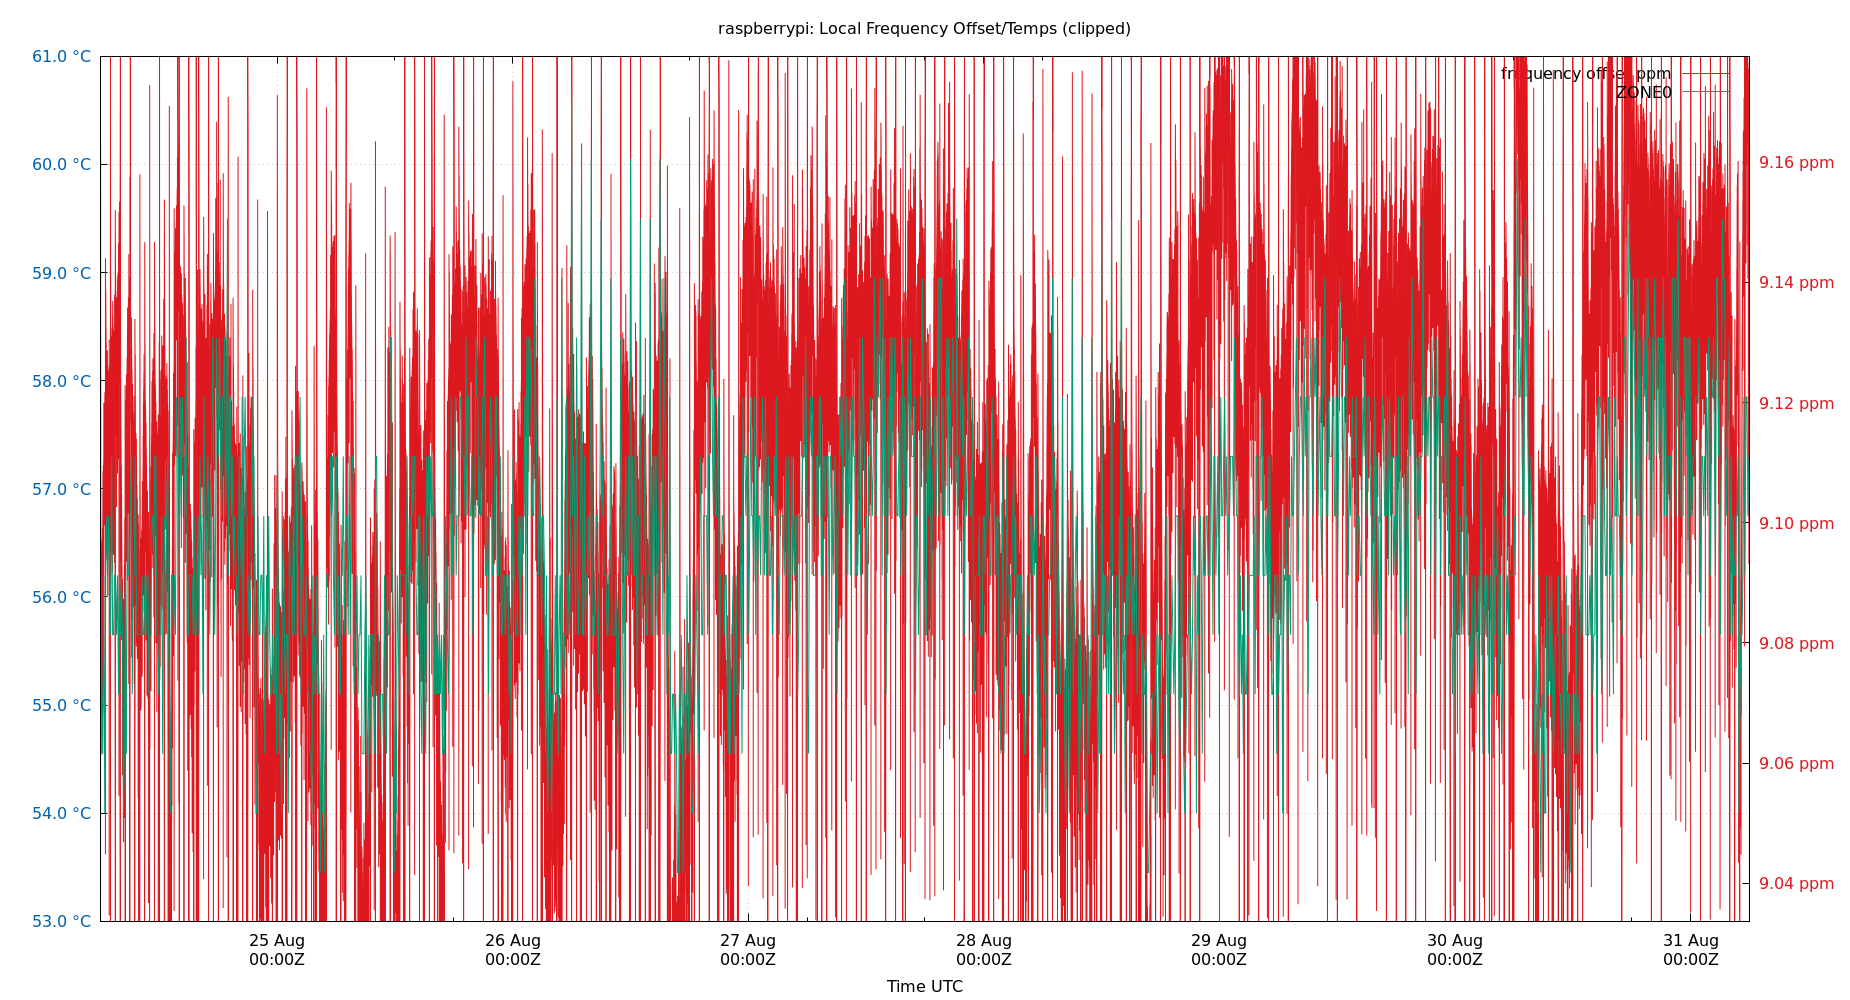 raspberrypi: Local Frequency Offset/Temps (clipped)
61.0 °C
60.0 °C
59.0 °C
58.0 °C
57.0 °C
56.0 °C
55.0 °C
54.0 °C
53.0 °C
frequency offset ppm
ZONE0
9.16 ppm
9.14 ppm
9.12 ppm
9.10 ppm
9.08 ppm
9.06 ppm
9.04 ppm
25 Aug
00:00Z
26 Aug
00:00Z
27 Aug
00:00Z
28 Aug
00:00Z
29 Aug
00:00Z
30 Aug
00:00Z
31 Aug
00:00Z
Time UTC